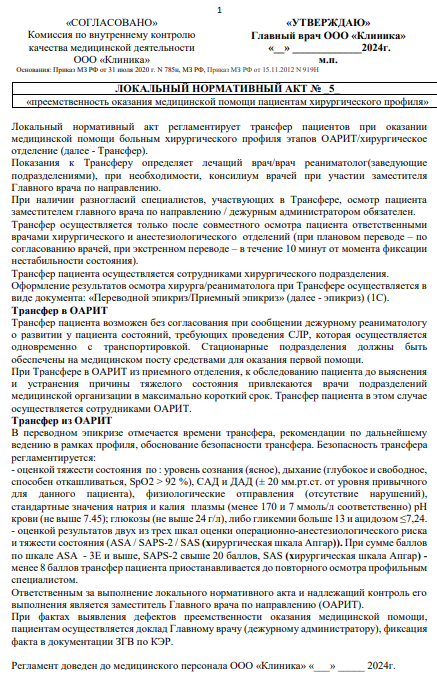 1
«СОГЛАСОВАНО»
Комиссия по внутреннему контролю
качества медицинской деятельности
ООО «Клиника»
«УТВЕРЖДАЮ»
Главный врач ООО «Клиника»
«__» ______________2024г.
м.п.
Основания: Приказ МЗ РФ от 31 июля 2020 г. N 785н, МЗ РФ, Приказ МЗ РФ от 15.11.2012 N 919Н
ЛОКАЛЬНЫЙ НОРМАТИВНЫЙ АКТ № _5_
«преемственность оказания медицинской помощи пациентам хирургического профиля»
Локальный нормативный акт регламентирует трансфер пациентов при оказании
медицинской помощи больным хирургического профиля этапов ОАРИТ/хирургическое
отделение (далее - Трансфер).
Показания к Трансферу определяет лечащий врач/врач реаниматолог(заведующие
подразделениями), при необходимости, консилиум врачей при участии заместителя
Главного врача по направлению.
При наличии разногласий специалистов, участвующих в Трансфере, осмотр пациента
заместителем главного врача по направлению / дежурным администратором обязателен.
Трансфер осуществляется только после совместного осмотра пациента ответственными
врачами хирургического и анестезиологического отделений (при плановом переводе – по
согласованию врачей, при экстренном переводе – в течение 10 минут от момента фиксации
нестабильности состояния).
Трансфер пациента осуществляется сотрудниками хирургического подразделения.
Оформление результатов осмотра хирурга/реаниматолога при Трансфере осуществляется в
виде документа: «Переводной эпикриз/Приемный эпикриз» (далее - эпикриз) (1С).
Трансфер в ОАРИТ
Трансфер пациента возможен без согласования при сообщении дежурному реаниматологу
о развитии у пациента состояний, требующих проведения СЛР, которая осуществляется
одновременно с транспортировкой. Стационарные подразделения должны быть
обеспечены на медицинском посту средствами для оказания первой помощи.
При Трансфере в ОАРИТ из приемного отделения, к обследованию пациента до выяснения
и устранения причины тяжелого состояния привлекаются врачи подразделений
медицинской организации в максимально короткий срок. Трансфер пациента в этом случае
осуществляется сотрудниками ОАРИТ.
Трансфер из ОАРИТ
В переводном эпикризе отмечается времени трансфера, рекомендации по дальнейшему
ведению в рамках профиля, обоснование безопасности трансфера. Безопасность трансфера
регламентируется:
- оценкой тяжести состояния по : уровень сознания (ясное), дыхание (глубокое и свободное,
способен откашливаться, SpO2 > 92 %), САД и ДАД (± 20 мм.рт.ст. от уровня привычного
для данного пациента), физиологические отправления (отсутствие нарушений),
стандартные значения натрия и калия плазмы (менее 170 и 7 ммоль/л соответственно) рН
крови (не выше 7.45); глюкозы (не выше 24 г/л), либо гликемии больше 13 и ацидозом ≤7,24.
- оценкой результатов двух из трех шкал оценки операционно-анестезиологического риска
и тяжести состояния (ASA / SAPS-2 / SAS (хирургическая шкала Апгар)). При сумме баллов
по шкале ASA - 3E и выше, SAPS-2 свыше 20 баллов, SAS (хирургическая шкала Апгар) -
менее 8 баллов трансфер пациента приостанавливается до повторного осмотра профильным
специалистом.
Ответственным за выполнение локального нормативного акта и надлежащий контроль его
выполнения является заместитель Главного врача по направлению (ОАРИТ).
При фактах выявления дефектов преемственности оказания медицинской помощи,
пациентам осуществляется доклад Главному врачу (дежурному администратору), фиксация
факта в документации ЗГВ по КЭР.
Регламент доведен до медицинского персонала ООО «Клиника» «___» _____ 2024г.